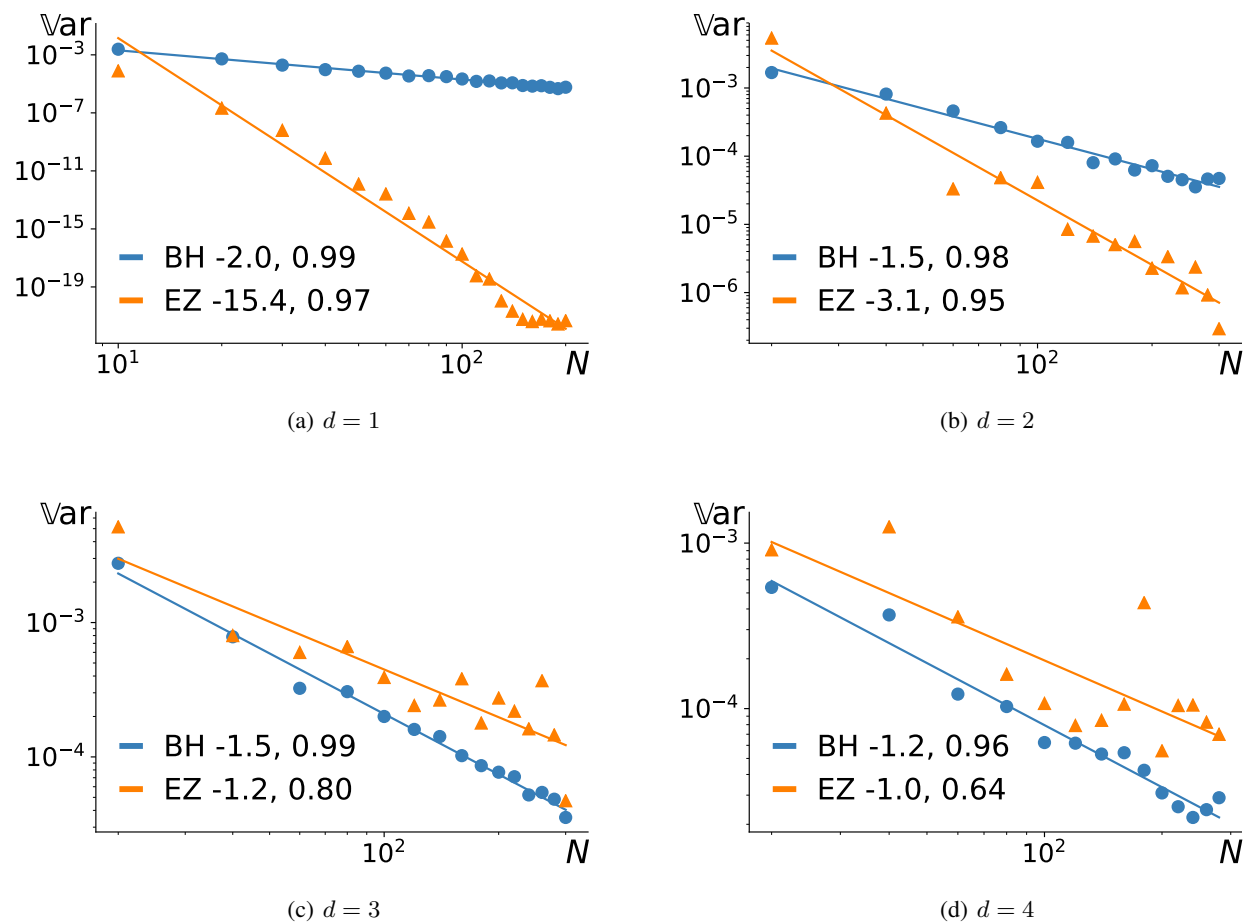 𝕍ar
10⁻³
10⁻⁷
10⁻¹¹
10⁻¹⁵
10⁻¹⁹
BH -2.0, 0.99
EZ -15.4, 0.97
10¹
10²
N
(a) d = 1
𝕍ar
10⁻³
10⁻⁴
10⁻⁵
10⁻⁶
BH -1.5, 0.98
EZ -3.1, 0.95
10²
N
(b) d = 2
𝕍ar
10⁻³
10⁻⁴
BH -1.5, 0.99
EZ -1.2, 0.80
10²
N
(c) d = 3
𝕍ar
10⁻³
10⁻⁴
BH -1.2, 0.96
EZ -1.0, 0.64
10²
N
(d) d = 4